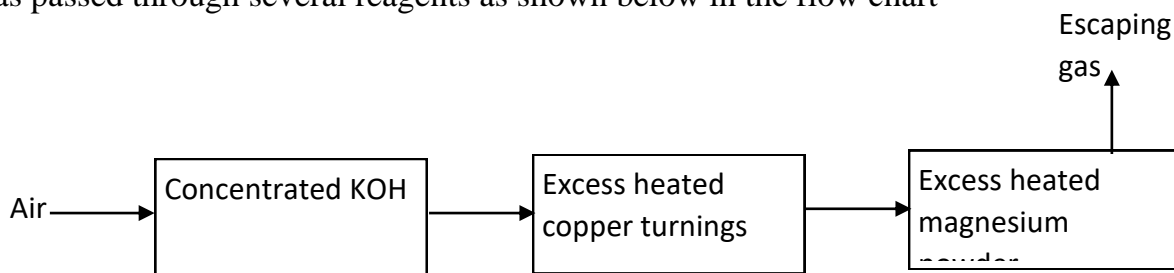 as passed through several reagents as shown below in the flow chart
Escaping
gas
Air
Concentrated KOH
Excess heated
copper turnings
Excess heated
magnesium
powder